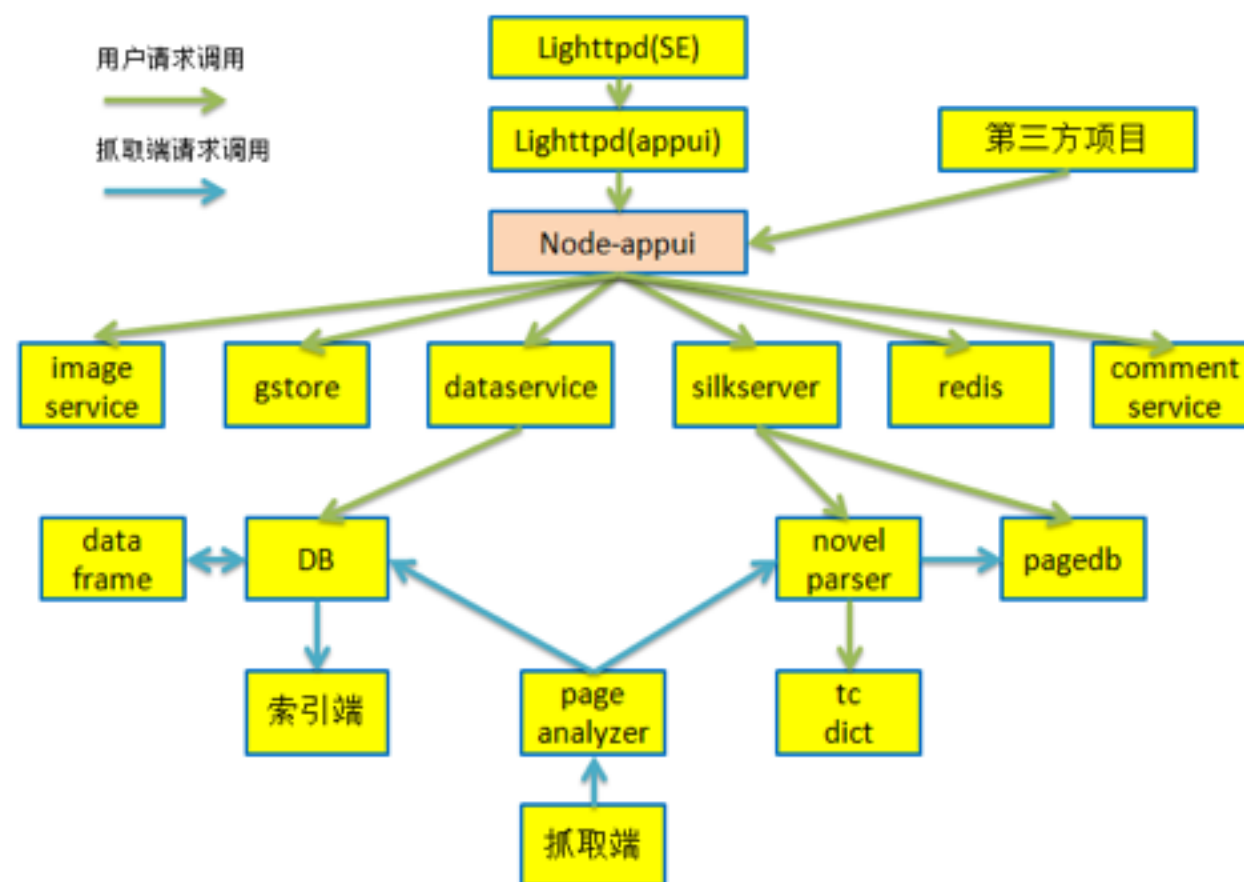 用户请求调用
抓取端请求调用
Lighttpd(SE)
Lighttpd(appui)
第三方项目
Node-appui
image
service
gstore
dataservice
silkserver
redis
comment
service
data
frame
DB
novel
parser
pagedb
索引端
page
analyzer
tc
dict
抓取端